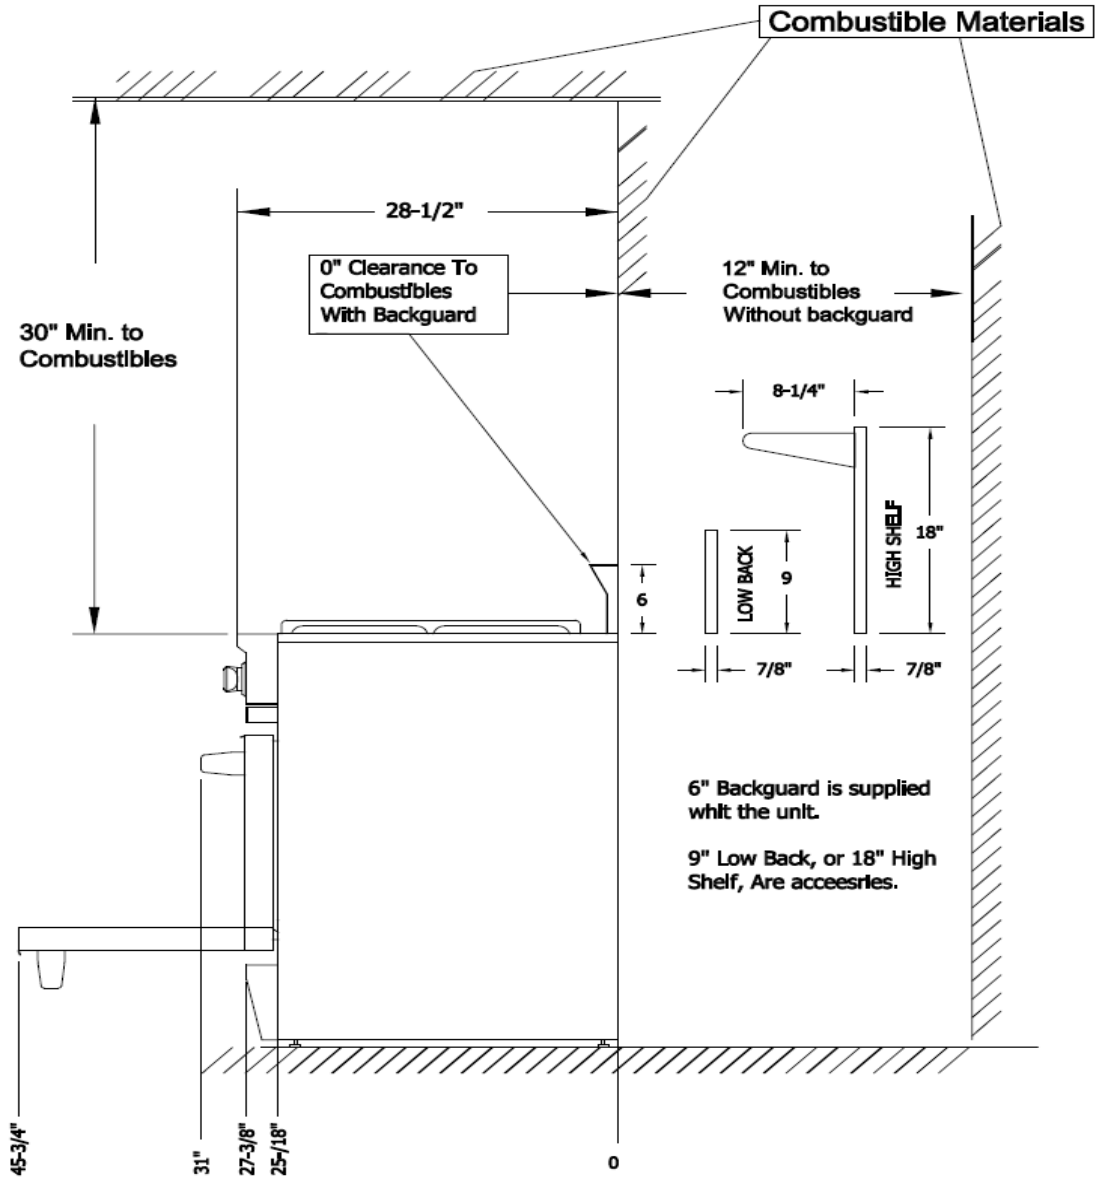 Combustible Materials
28-1/2"
0" Clearance To
Combustibles
With Backguard
12" Min. to
Combustibles
Without backguard
30" Min. to
Combustibles
8-1/4"
18"
HIGH SHELF
LOW BACK
9
6
7/8"
7/8"
6" Backguard is supplied
whit the unit.
9" Low Back, or 18" High
Shelf, Are acceesries.
45-3/4"
31"
27-3/8"
25-/18"
0